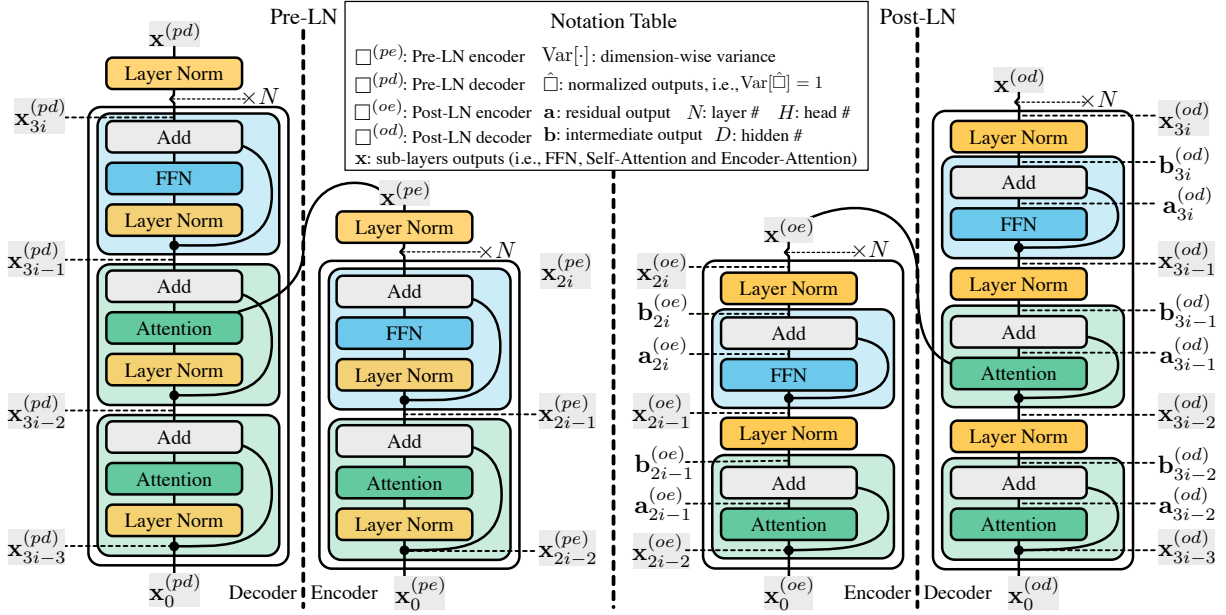 Pre-LN
Post-LN
Notation Table
□^(pe): Pre-LN encoder Var[·]: dimension-wise variance
□^(pd): Pre-LN decoder □̂: normalized outputs, i.e., Var[□̂] = 1
□^(oe): Post-LN encoder a: residual output N: layer # H: head #
□^(od): Post-LN decoder b: intermediate output D: hidden #
x: sub-layers outputs (i.e., FFN, Self-Attention and Encoder-Attention)
x^(pd)
Layer Norm
×N
x_{3i}^(pd)
Add
FFN
Layer Norm
x_{3i−1}^(pd)
Add
Attention
Layer Norm
x_{3i−2}^(pd)
Add
Attention
Layer Norm
x_{3i−3}^(pd)
x_0^(pd)
Decoder
x^(pe)
Layer Norm
×N
x_{2i}^(pe)
Add
FFN
Layer Norm
x_{2i−1}^(pe)
Add
Attention
Layer Norm
x_{2i−2}^(pe)
x_0^(pe)
Encoder
x^(oe)
×N
x_{2i}^(oe)
Layer Norm
b_{2i}^(oe)
Add
a_{2i}^(oe)
FFN
x_{2i−1}^(oe)
Layer Norm
b_{2i−1}^(oe)
Add
a_{2i−1}^(oe)
Attention
x_{2i−2}^(oe)
x_0^(oe)
Encoder
x^(od)
×N
x_{3i}^(od)
Layer Norm
b_{3i}^(od)
Add
a_{3i}^(od)
FFN
x_{3i−1}^(od)
Layer Norm
b_{3i−1}^(od)
Add
a_{3i−1}^(od)
Attention
x_{3i−2}^(od)
Layer Norm
b_{3i−2}^(od)
Add
a_{3i−2}^(od)
Attention
x_{3i−3}^(od)
x_0^(od)
Decoder